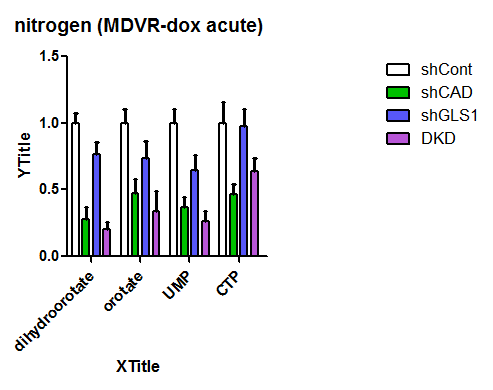 nitrogen (MDVR-dox acute)
1.5
1.0
0.5
0.0
YTitle
dihydroorotate
orotate
UMP
CTP
XTitle
shCont
shCAD
shGLS1
DKD